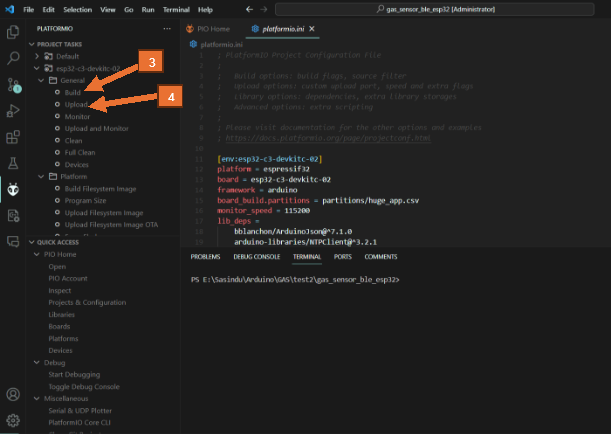 File Edit Selection View Go Run Terminal Help
gas_sensor_ble_esp32 [Administrator]
PLATFORMIO
PROJECT TASKS
Default
esp32-c3-devkitc-02
General
Build
Upload
Monitor
Upload and Monitor
Clean
Full Clean
Devices
Platform
Build Filesystem Image
Program Size
Upload Filesystem Image
Upload Filesystem Image OTA
3
4
1
QUICK ACCESS
PIO Home
Open
PIO Account
Inspect
Projects & Configuration
Libraries
Boards
Platforms
Devices
Debug
Start Debugging
Toggle Debug Console
Miscellaneous
Serial & UDP Plotter
PlatformIO Core CLI
PIO Home
platformio.ini
platformio.ini
1 ; PlatformIO Project Configuration File
2 ;
3 ; Build options: build flags, source filter
4 ; Upload options: custom upload port, speed and extra flags
5 ; Library options: dependencies, extra library storages
6 ; Advanced options: extra scripting
7 ;
8 ; Please visit documentation for the other options and examples
9 ; https://docs.platformio.org/page/projectconf.html
10
11 [env:esp32-c3-devkitc-02]
12 platform = espressif32
13 board = esp32-c3-devkitc-02
14 framework = arduino
15 board_build.partitions = partitions/huge_app.csv
16 monitor_speed = 115200
17 lib_deps =
18 bblanchon/ArduinoJson@^7.1.0
19 arduino-libraries/NTPClient@^3.2.1
PROBLEMS DEBUG CONSOLE TERMINAL PORTS COMMENTS
PS E:\Sasindu\Arduino\GAS\test2\gas_sensor_ble_esp32>